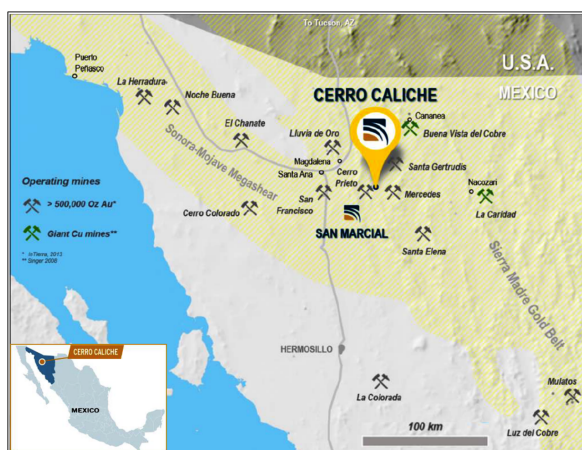 To Tucson, AZ
U.S.A.
MEXICO
Puerto
Peñasco
La Herradura
Noche Buena
El Chanate
CERRO CALICHE
Cananea
Buena Vista del Cobre
Lluvia de Oro
Magdalena
Santa Ana
Cerro
Prieto
Santa Gertrudis
Sonora-Mojave Megashear
San
Francisco
Mercedes
Nacozari
La Caridad
Operating mines
> 500,000 Oz Au*
Giant Cu mines**
Cerro Colorado
SAN MARCIAL
Santa Elena
Sierra Madre Gold Belt
** Singer 2008
CERRO CALICHE
MEXICO
HERMOSILLO
La Colorada
Mulatos
Luz del Cobre
100 km